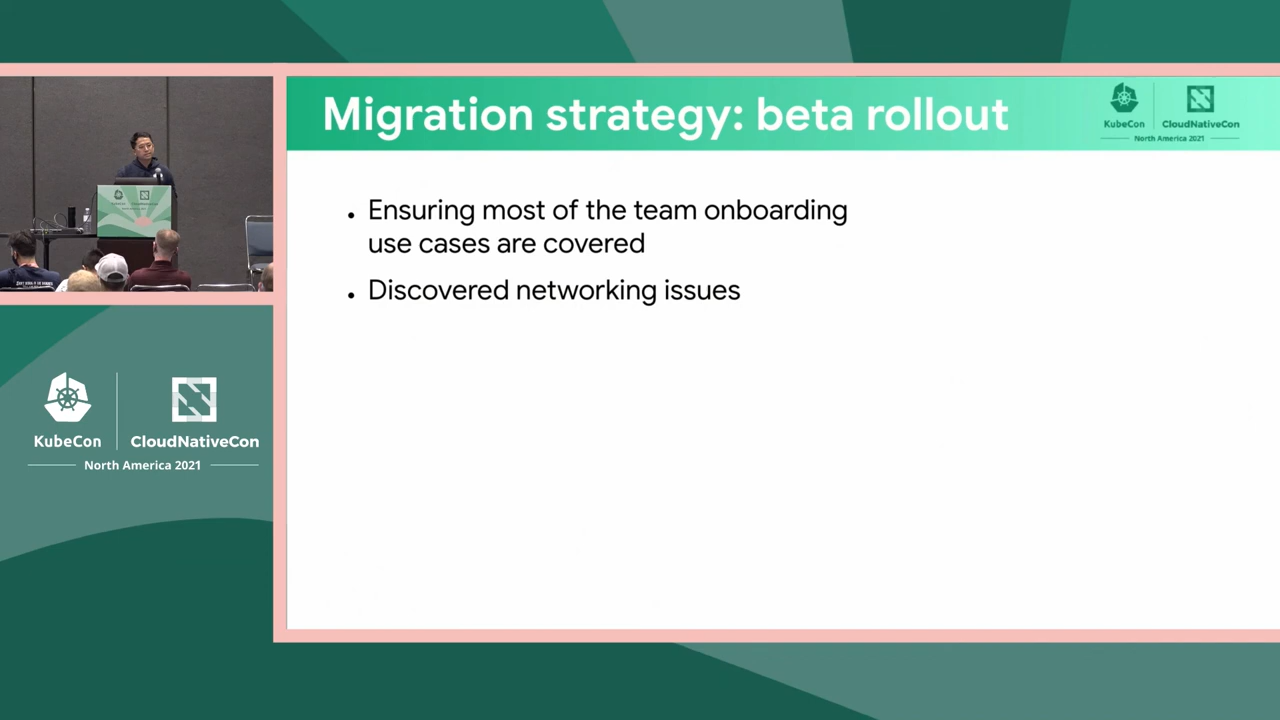 Migration strategy: beta rollout
KubeCon
CloudNativeCon
North America 2021
• Ensuring most of the team onboarding
use cases are covered
• Discovered networking issues
KubeCon
CloudNativeCon
North America 2021